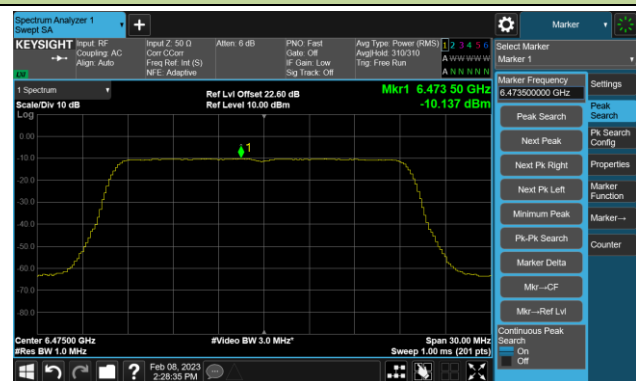 Spectrum Analyzer 1
Swept SA
+
Marker
KEYSIGHT
Input: RF
Coupling: AC
Align: Auto
Input Z: 50 Ω
Corr CCorr
Freq Ref: Int (S)
NFE: Adaptive
Atten: 6 dB
PNO: Fast
Gate: Off
IF Gain: Low
Sig Track: Off
Avg Type: Power (RMS)
Avg|Hold: 310/310
Trig: Free Run
1 2 3 4 5 6
A W W W W W
A N N N N N
LXI
1 Spectrum
Scale/Div 10 dB
Log
Ref Lvl Offset 22.60 dB
Ref Level 10.00 dBm
Mkr1 6.473 50 GHz
-10.137 dBm
1
0.00
-10.0
-20.0
-30.0
-40.0
-50.0
-60.0
-70.0
-80.0
Center 6.47500 GHz
#Res BW 1.0 MHz
#Video BW 3.0 MHz*
Span 30.00 MHz
Sweep 1.00 ms (201 pts)
Select Marker
Marker 1
Marker Frequency
6.473500000 GHz
Peak Search
Next Peak
Next Pk Right
Next Pk Left
Minimum Peak
Pk-Pk Search
Marker Delta
Mkr→CF
Mkr→Ref Lvl
Continuous Peak
Search
On
Off
Settings
Peak
Search
Pk Search
Config
Properties
Marker
Function
Marker→
Counter
?
Feb 08, 2023
2:28:35 PM